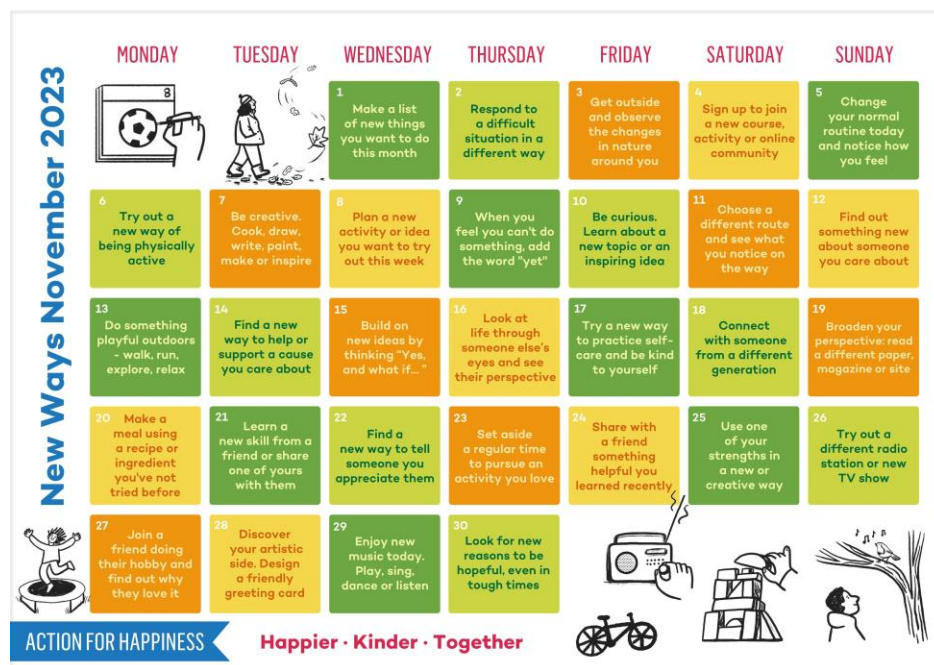 New Ways November 2023
MONDAY
TUESDAY
WEDNESDAY
THURSDAY
FRIDAY
SATURDAY
SUNDAY
8
1
Make a list
of new things
you want to do
this month
2
Respond to
a difficult
situation in a
different way
3
Get outside
and observe
the changes
in nature
around you
4
Sign up to join
a new course,
activity or online
community
5
Change
your normal
routine today
and notice how
you feel
6
Try out a
new way of
being physically
active
7
Be creative.
Cook, draw,
write, paint,
make or inspire
8
Plan a new
activity or idea
you want to try
out this week
9
When you
feel you can't do
something, add
the word "yet"
10
Be curious.
Learn about a
new topic or an
inspiring idea
11
Choose a
different route
and see what
you notice on
the way
12
Find out
something new
about someone
you care about
13
Do something
playful outdoors
- walk, run,
explore, relax
14
Find a new
way to help or
support a cause
you care about
15
Build on
new ideas by
thinking "Yes,
and what if... "
16
Look at
life through
someone else's
eyes and see
their perspective
17
Try a new way
to practice self-
care and be kind
to yourself
18
Connect
with someone
from a different
generation
19
Broaden your
perspective: read
a different paper,
magazine or site
20
Make a
meal using
a recipe or
ingredient
you've not
tried before
21
Learn a
new skill from a
friend or share
one of yours
with them
22
Find a
new way to tell
someone you
appreciate them
23
Set aside
a regular time
to pursue an
activity you love
24
Share with
a friend
something
helpful you
learned recently
25
Use one
of your
strengths in
a new or
creative way
26
Try out a
different radio
station or new
TV show
27
Join a
friend doing
their hobby and
find out why
they love it
28
Discover
your artistic
side. Design
a friendly
greeting card
29
Enjoy new
music today.
Play, sing,
dance or listen
30
Look for new
reasons to be
hopeful, even in
tough times
ACTION FOR HAPPINESS
Happier · Kinder · Together